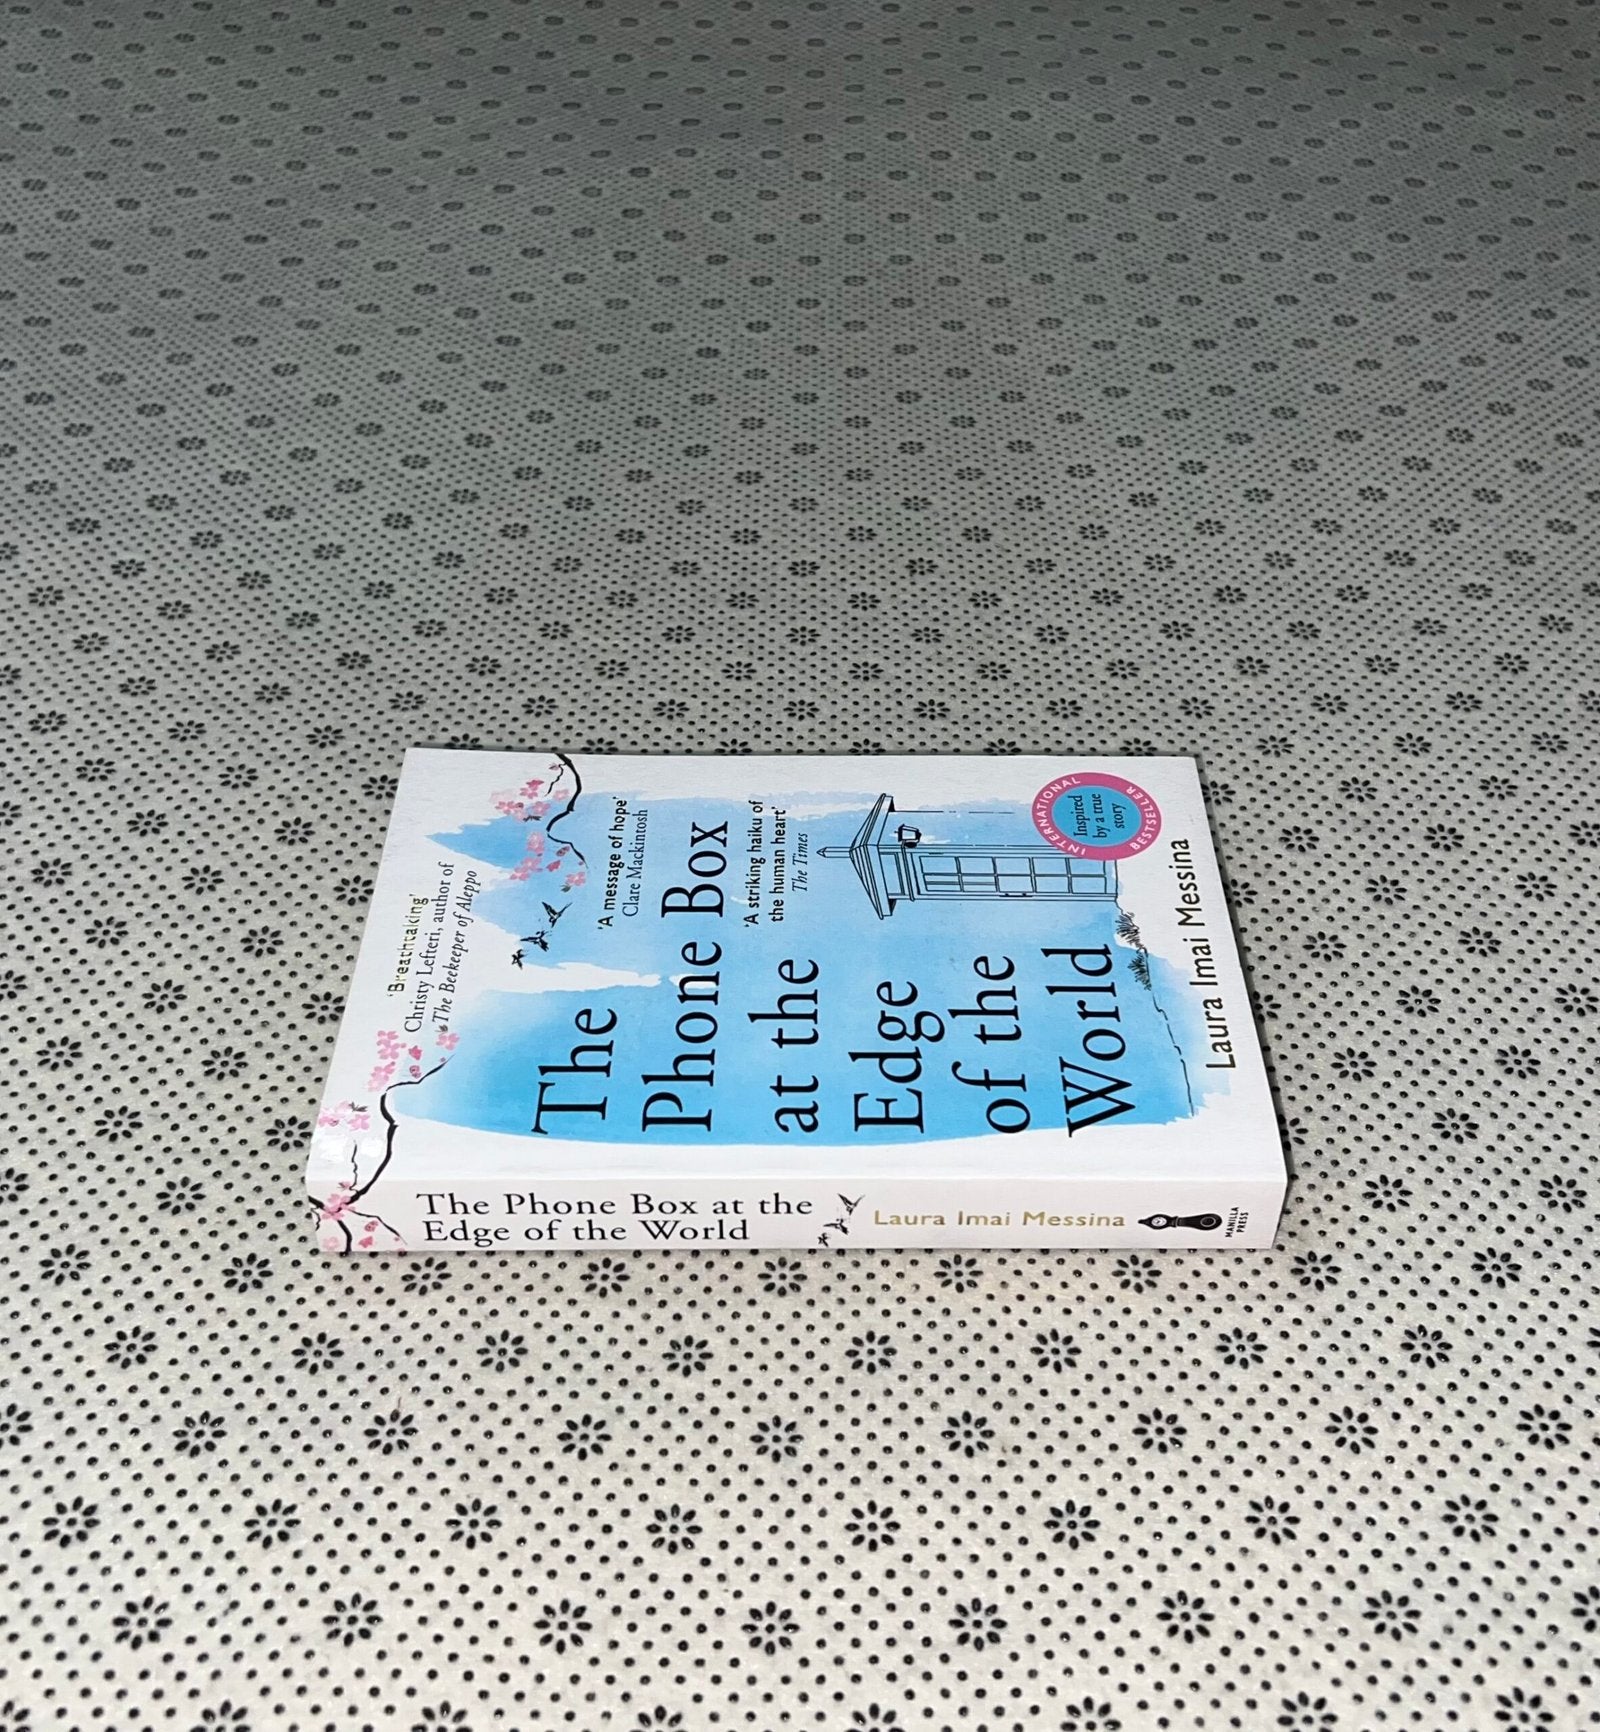 'Breathtaking'
Christy Lefteri, author of
The Beekeeper of Aleppo
The
'A message of hope'
Clare Mackintosh
Phone Box
at the
'A striking haiku of
the human heart'
The Times
Edge
of the
World
INTERNATIONAL
BESTSELLER
Inspired
by a true
story
Laura Imai Messina
The Phone Box at the
Edge of the World
Laura Imai Messina
MANILLA
PRESS